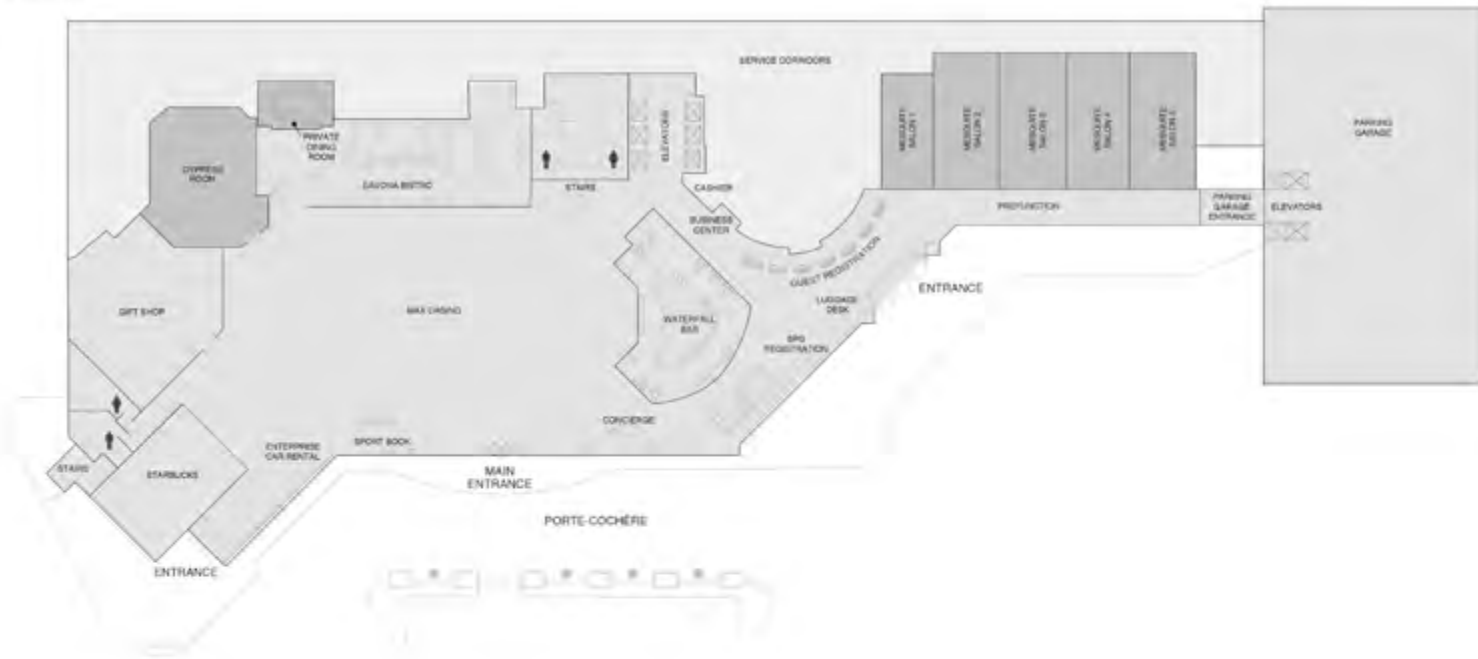 SERVICE CORRIDORS
MESQUITE
SALON 1
MESQUITE
SALON 2
MESQUITE
SALON 3
MESQUITE
SALON 4
MESQUITE
SALON 5
PARKING
GARAGE
PRIVATE
DINING
ROOM
CYPRESS
ROOM
ELEVATORS
BISTRO
STAIRS
CASHIER
BUSINESS
CENTER
PREFUNCTION
PARKING
GARAGE
ENTRANCE
ELEVATORS
GUEST REGISTRATION
ENTRANCE
GIFT SHOP
MAX CASINO
WATERFALL
BAR
LUGGAGE
DESK
SPG
REGISTRATION
CONCIERGE
ENTERPRISE
CAR RENTAL
SPORT BOOK
STAIRS
STARBUCKS
MAIN
ENTRANCE
PORTE-COCHÈRE
ENTRANCE